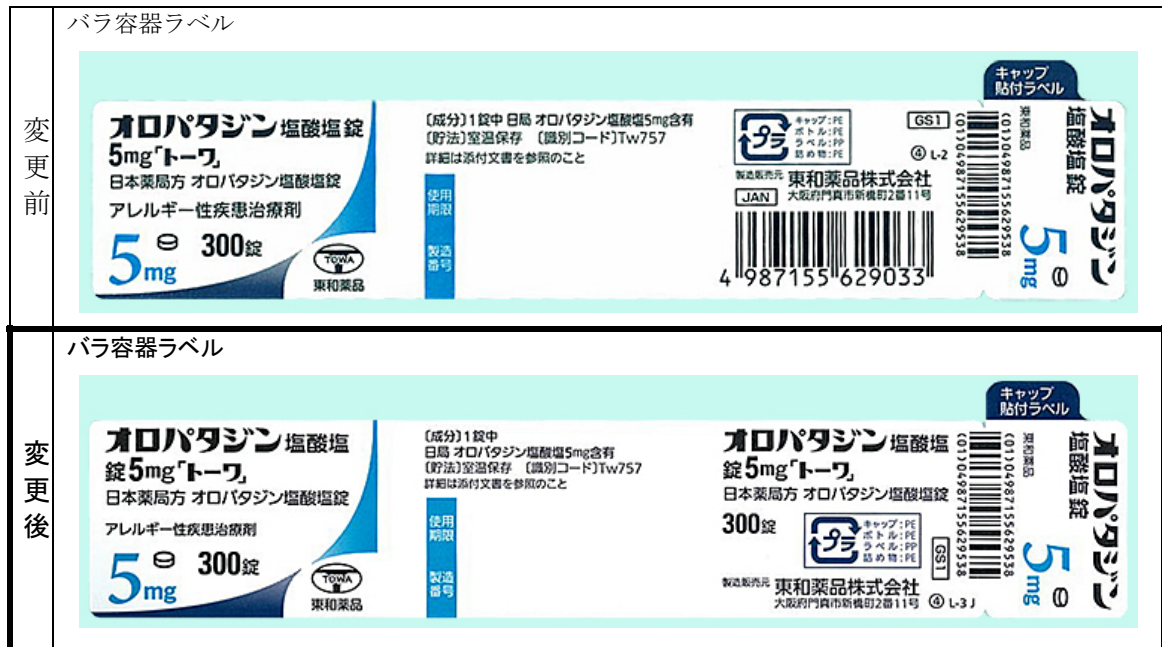 変更前
バラ容器ラベル
オロパタジン塩酸塩錠
5mg「トーワ」
日本薬局方 オロパタジン塩酸塩錠
アレルギー性疾患治療剤
5mg 300錠
TOWA
東和薬品
〔成分〕1錠中 日局 オロパタジン塩酸塩5mg含有
〔貯法〕室温保存 〔識別コード〕Tw757
詳細は添付文書を参照のこと
使用期限
製造番号
プラ
キャップ:PE
ボトル:PE
ラベル:PP
詰め物:PE
GS1
④ L-2
製造販売元 東和薬品株式会社
大阪府門真市新橋町2番11号
JAN
4 987155 629033
(01)04987155629538
キャップ
貼付ラベル
(01)04987155629538
東和薬品
オロパタジン
塩酸塩錠
5mg
変更後
バラ容器ラベル
オロパタジン塩酸塩
錠5mg「トーワ」
日本薬局方 オロパタジン塩酸塩錠
アレルギー性疾患治療剤
5mg 300錠
TOWA
東和薬品
〔成分〕1錠中
日局 オロパタジン塩酸塩5mg含有
〔貯法〕室温保存 〔識別コード〕Tw757
詳細は添付文書を参照のこと
使用期限
製造番号
オロパタジン塩酸塩
錠5mg「トーワ」
日本薬局方 オロパタジン塩酸塩錠
300錠
プラ
キャップ:PE
ボトル:PE
ラベル:PP
詰め物:PE
GS1
製造販売元 東和薬品株式会社
大阪府門真市新橋町2番11号 ④ L-3 J
(01)04987155629538
キャップ
貼付ラベル
(01)04987155629538
東和薬品
オロパタジン
塩酸塩錠
5mg